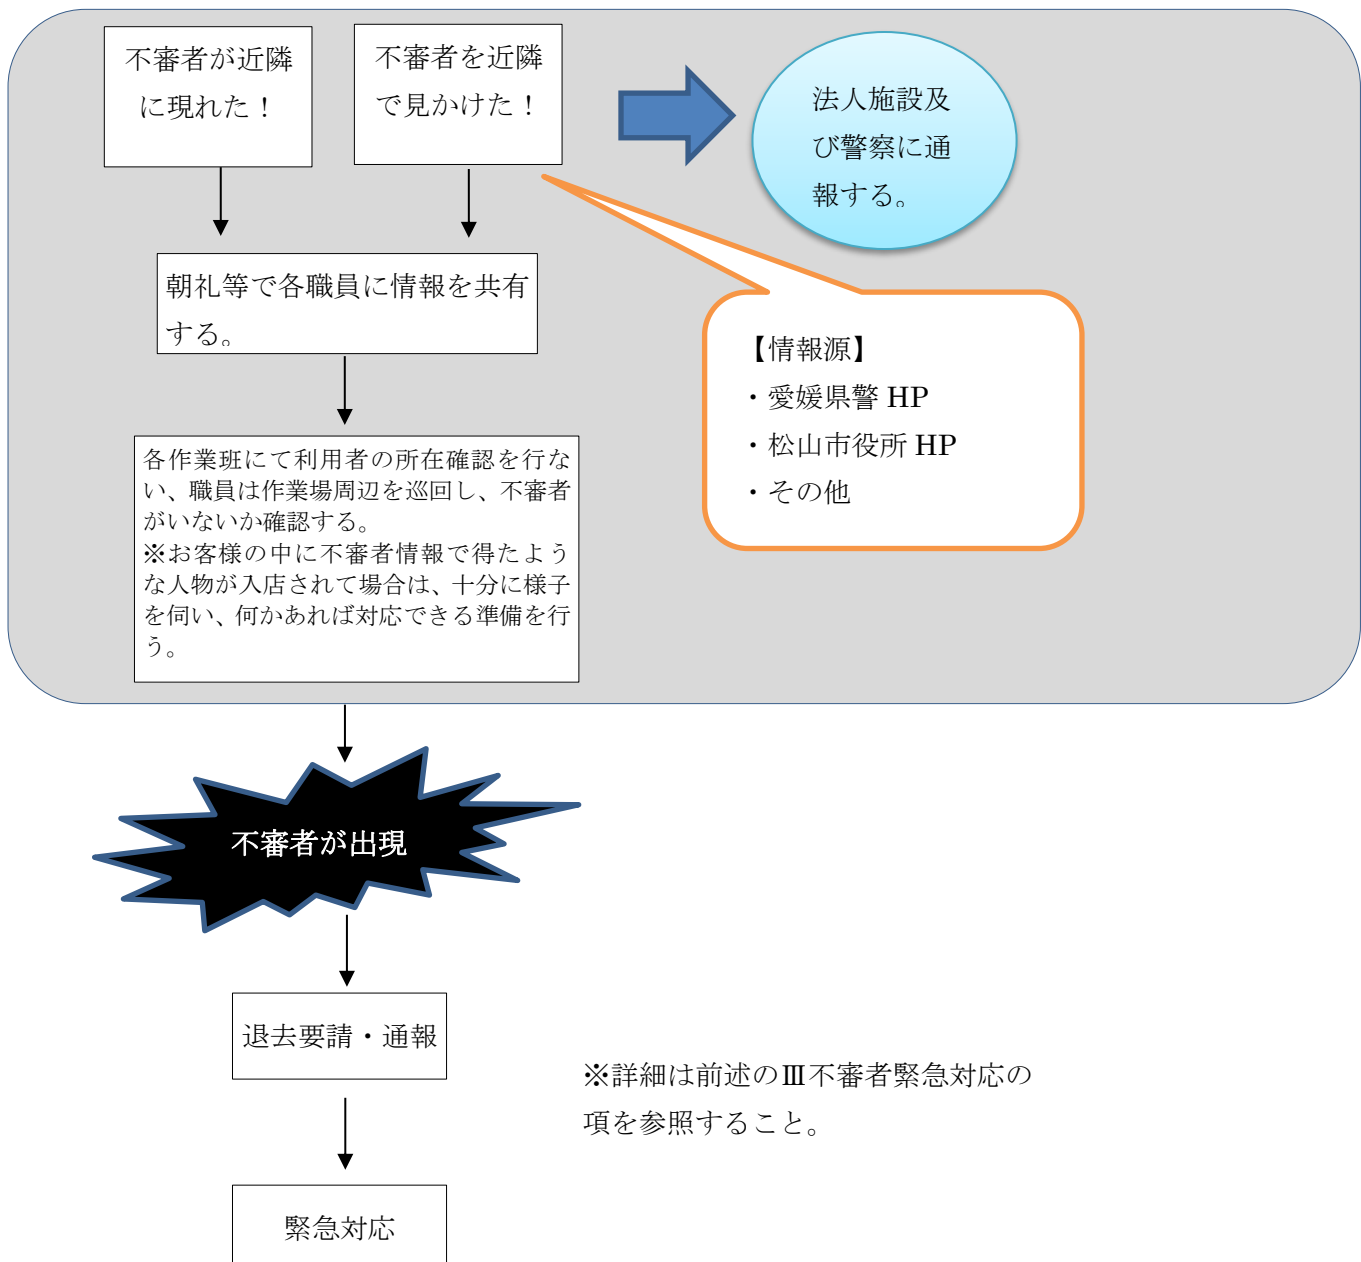 不審者が近隣
に現れた！
不審者を近隣
で見かけた！
法人施設及
び警察に通
報する。
朝礼等で各職員に情報を共有
する。
【情報源】
・愛媛県警 HP
・松山市役所 HP
・その他
各作業班にて利用者の所在確認を行な
い、職員は作業場周辺を巡回し、不審者
がいないか確認する。
※お客様の中に不審者情報で得たよう
な人物が入店されて場合は、十分に様子
を伺い、何かあれば対応できる準備を行
う。
不審者が出現
退去要請・通報
※詳細は前述のⅢ不審者緊急対応の
項を参照すること。
緊急対応